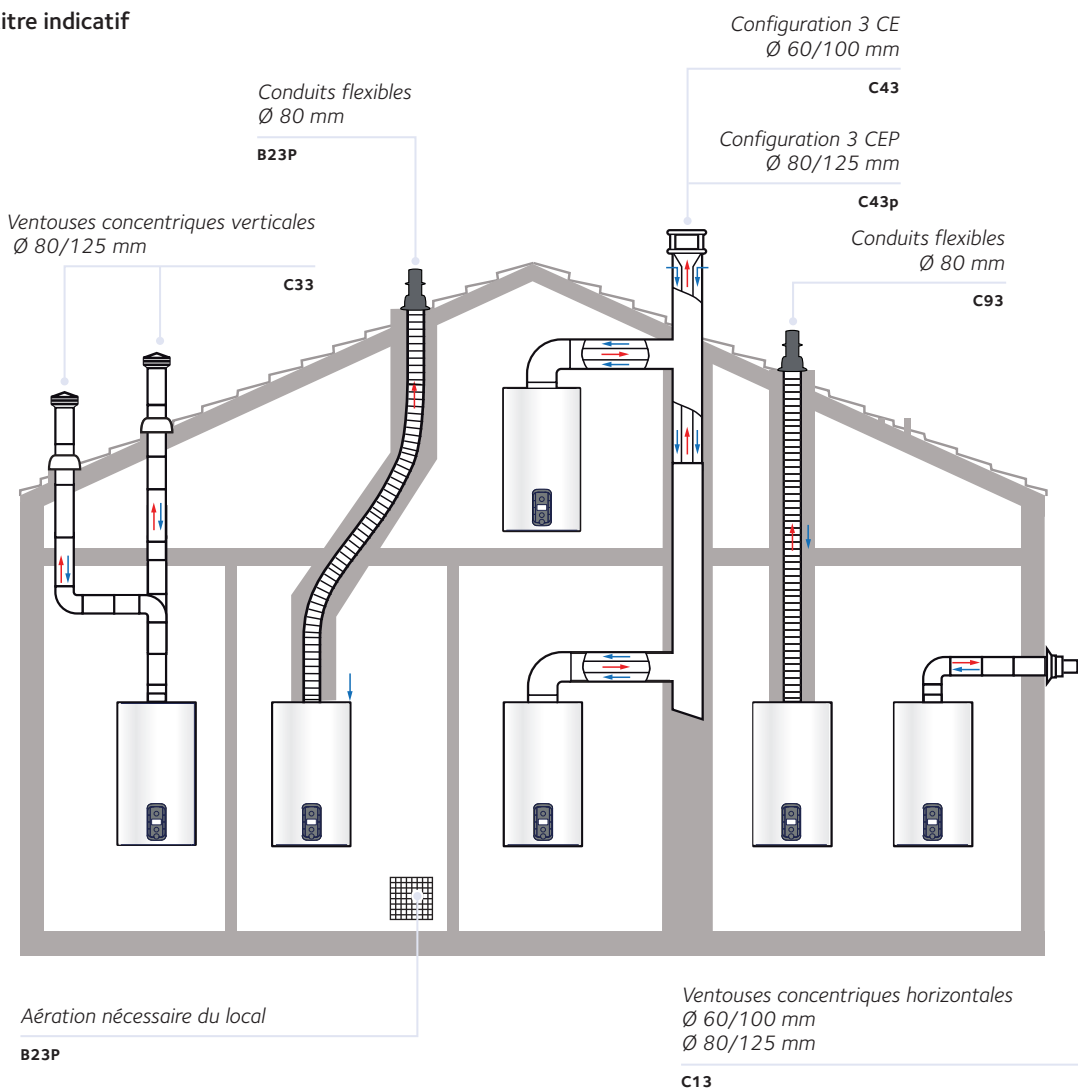 itre indicatif
Configuration 3 CE
Ø 60/100 mm
C43
Conduits flexibles
Ø 80 mm
B23P
Configuration 3 CEP
Ø 80/125 mm
C43p
Ventouses concentriques verticales
Ø 80/125 mm
C33
Conduits flexibles
Ø 80 mm
C93
Aération nécessaire du local
B23P
Ventouses concentriques horizontales
Ø 60/100 mm
Ø 80/125 mm
C13